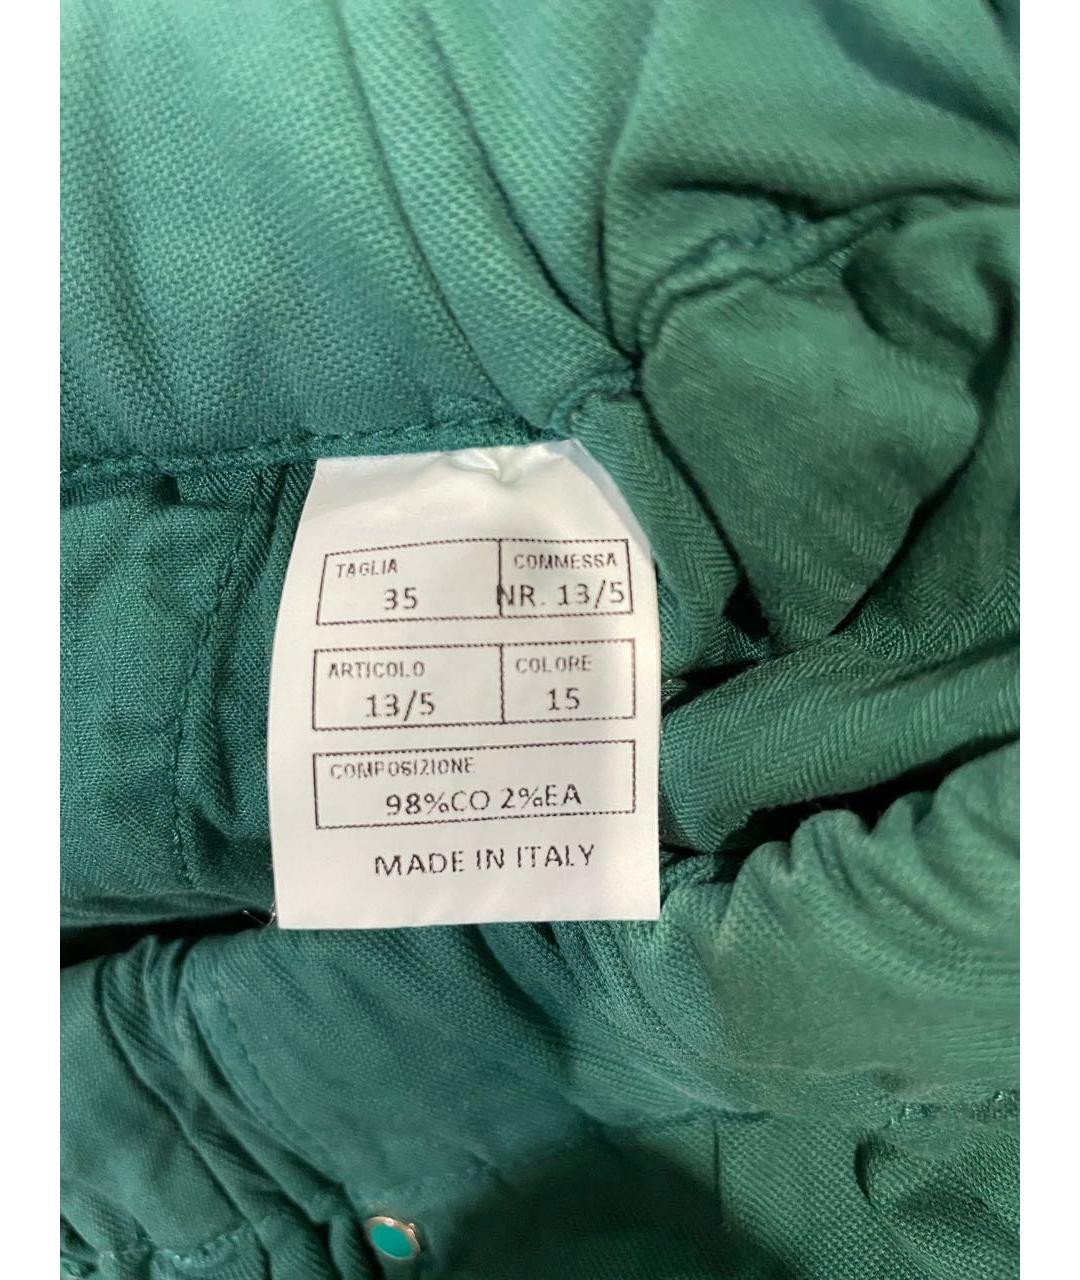 TAGLIA COMMESSA
35 NR. 13/5
ARTICOLO COLORE
13/5 15
COMPOSIZIONE
98%CO 2%EA
MADE IN ITALY